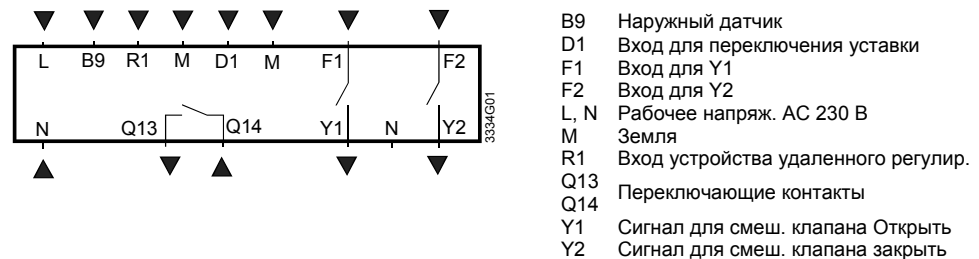 L B9 R1 M D1 M F1 F2
N Q13 Q14 Y1 N Y2
3334G01
B9 Наружный датчик
D1 Вход для переключения уставки
F1 Вход для Y1
F2 Вход для Y2
L, N Рабочее напряж. AC 230 В
M Земля
R1 Вход устройства удаленного регулир.
Q13
Q14 Переключающие контакты
Y1 Сигнал для смеш. клапана Открыть
Y2 Сигнал для смеш. клапана закрыть